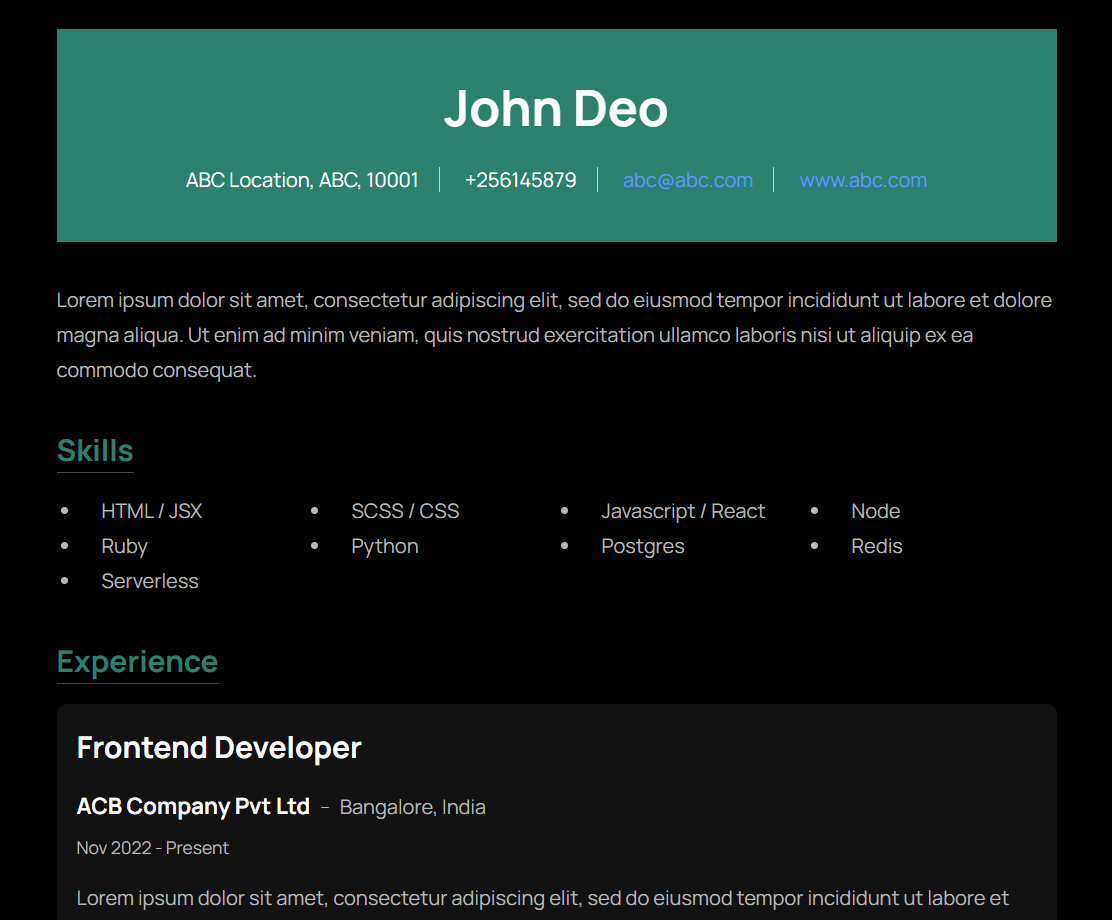 John Deo
ABC Location, ABC, 10001 +256145879 abc@abc.com www.abc.com
Lorem ipsum dolor sit amet, consectetur adipiscing elit, sed do eiusmod tempor incididunt ut labore et dolore
magna aliqua. Ut enim ad minim veniam, quis nostrud exercitation ullamco laboris nisi ut aliquip ex ea
commodo consequat.
Skills
• HTML / JSX • SCSS / CSS • Javascript / React • Node
• Ruby • Python • Postgres • Redis
• Serverless
Experience
Frontend Developer
ACB Company Pvt Ltd – Bangalore, India
Nov 2022 - Present
Lorem ipsum dolor sit amet, consectetur adipiscing elit, sed do eiusmod tempor incididunt ut labore et